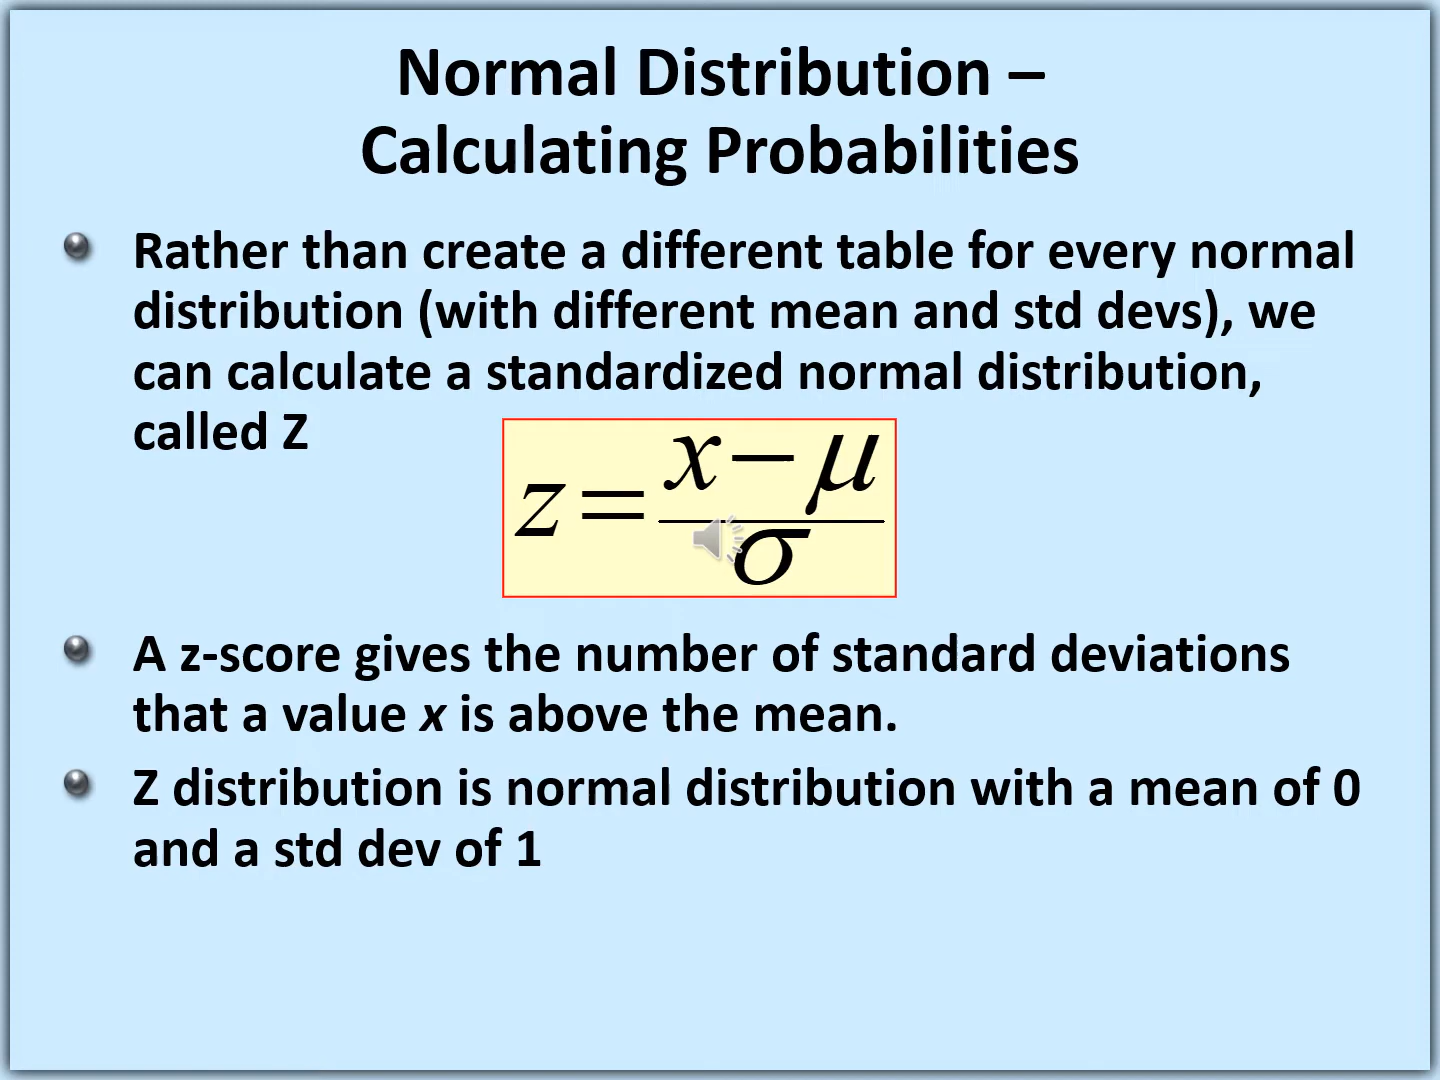 Normal Distribution –
Calculating Probabilities
Rather than create a different table for every normal
distribution (with different mean and std devs), we
can calculate a standardized normal distribution,
called Z
z = x − μ
σ
A z-score gives the number of standard deviations
that a value x is above the mean.
Z distribution is normal distribution with a mean of 0
and a std dev of 1